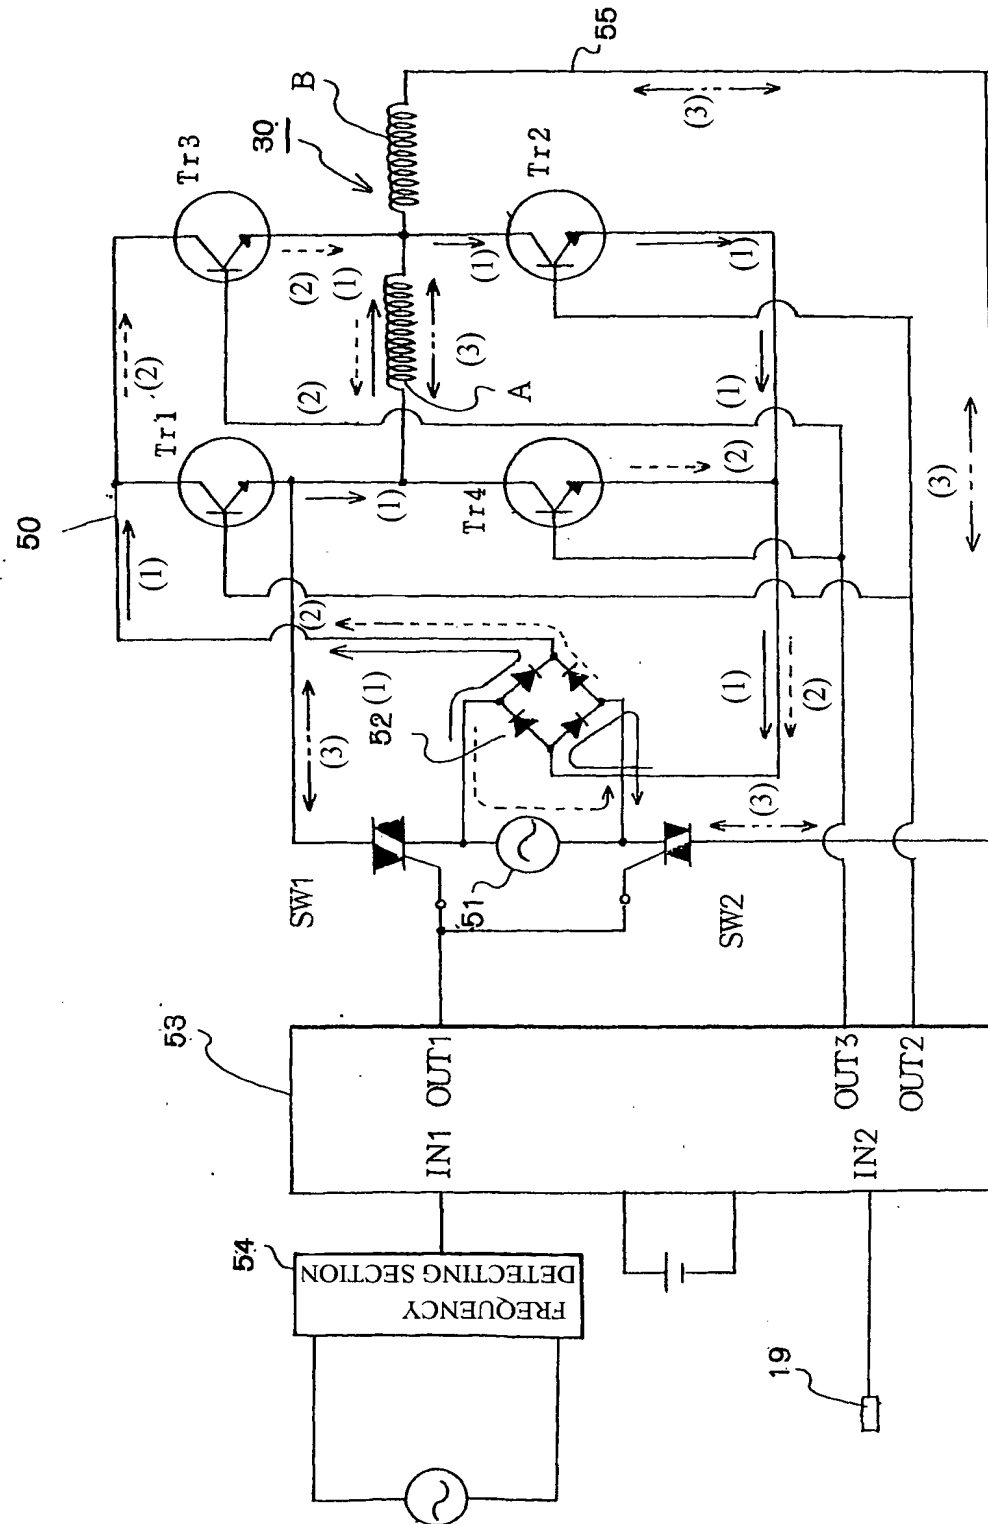 55
B
30
Tr3
Tr2
(3)
(2)
(1)
(1)
(1)
(2)
(2)
(3)
A
(1)
Tr1
50
(1)
Tr4
(2)
(3)
(1)
(2)
(1)
(3)
52
(1)
(2)
(3)
SW1
51
SW2
53
OUT1
OUT3
OUT2
IN1
IN2
54
FREQUENCY
DETECTING SECTION
19